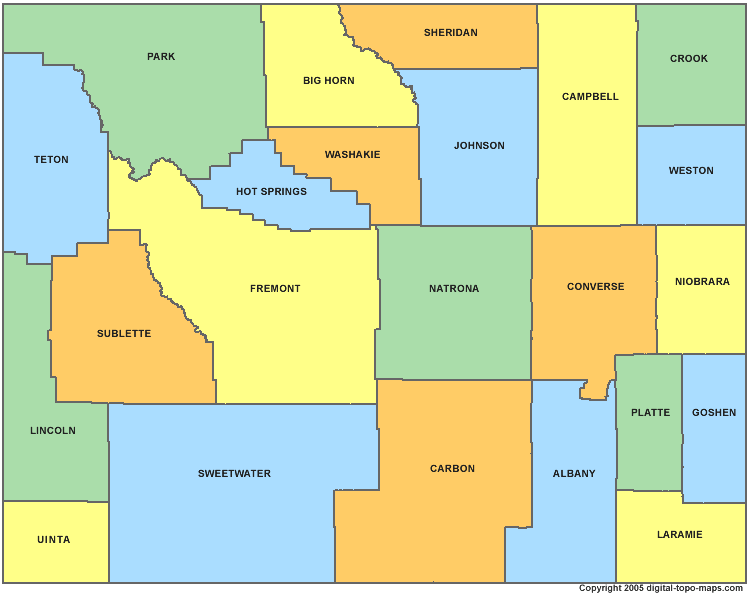 SHERIDAN
PARK
CROOK
BIG HORN
CAMPBELL
JOHNSON
WASHAKIE
TETON
WESTON
HOT SPRINGS
NIOBRARA
CONVERSE
FREMONT
NATRONA
SUBLETTE
PLATTE
GOSHEN
LINCOLN
CARBON
SWEETWATER
ALBANY
LARAMIE
UINTA
Copyright 2005 digital-topo-maps.com